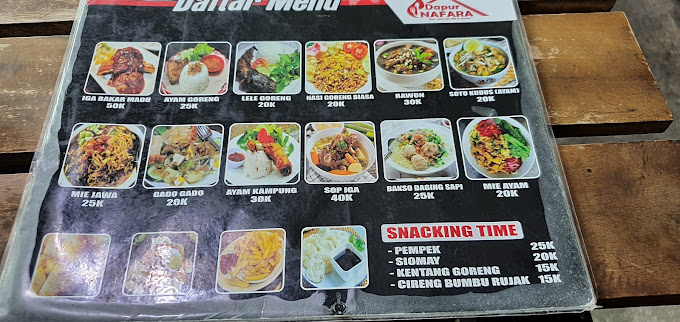 Daftar Menu
Dapur
NAFARA
IGA BAKAR MADU
50K
AYAM GORENG
25K
LELE GORENG
20K
NASI GORENG BIASA
20K
RAWON
30K
SOTO KUDUS (AYAM)
20K
MIE JAWA
25K
GADO GADO
20K
AYAM KAMPUNG
30K
SOP IGA
40K
BAKSO DAGING SAPI
25K
MIE AYAM
20K
SNACKING TIME
- PEMPEK 25K
- SIOMAY 20K
- KENTANG GORENG 15K
- CIRENG BUMBU RUJAK 15K